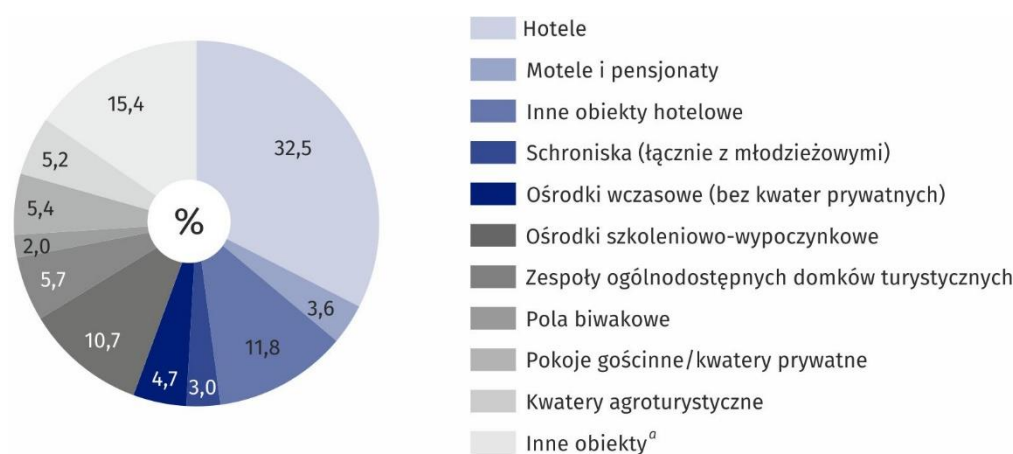 Hotele
Motele i pensjonaty
Inne obiekty hotelowe
Schroniska (łącznie z młodzieżowymi)
Ośrodki wczasowe (bez kwater prywatnych)
Ośrodki szkoleniowo-wypoczynkowe
Zespoły ogólnodostępnych domków turystycznych
Pola biwakowe
Pokoje gościnne/kwatery prywatne
Kwatery agroturystyczne
Inne obiekty a
%
32,5
3,6
11,8
3,0
4,7
10,7
5,7
2,0
5,4
5,2
15,4